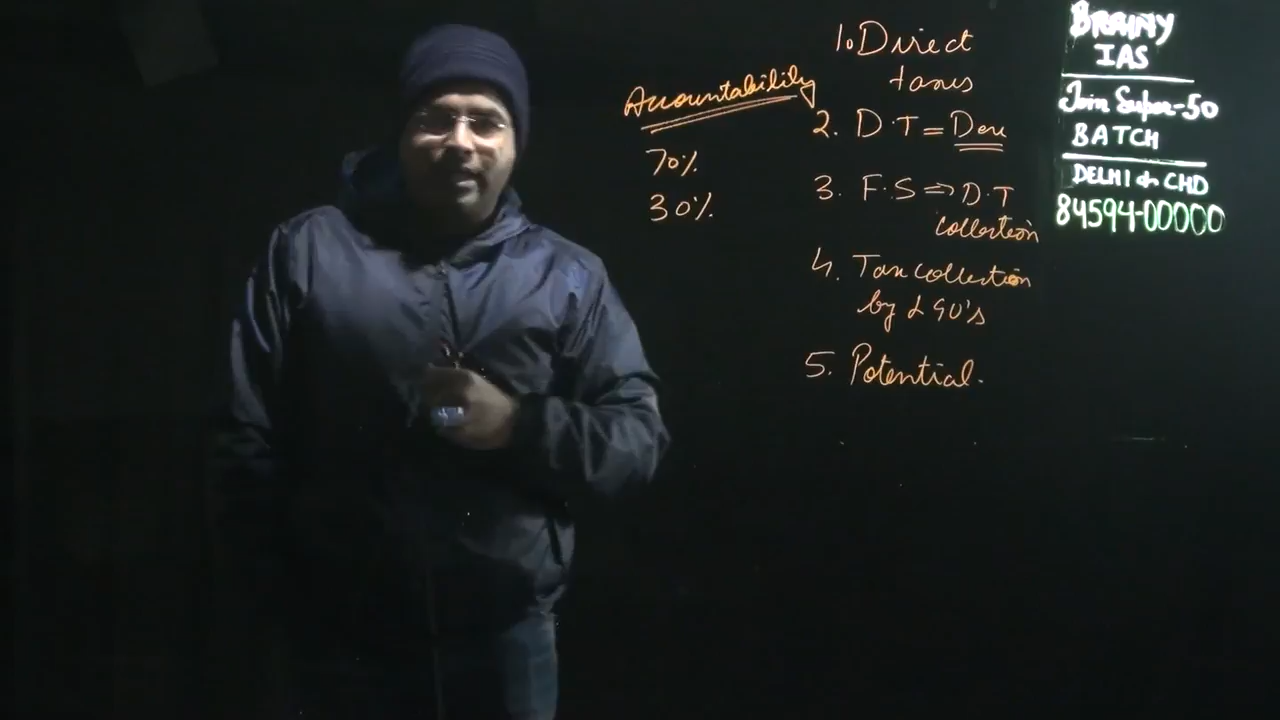 Accountability
70%
30%
1. Direct
taxes
2. D.T = Dev
3. F.S => D.T
collection
4. Tax collection
by LGU's
5. Potential.
BRAINY
IAS
Join Super-50
BATCH
DELHI & CHD
84594-00000